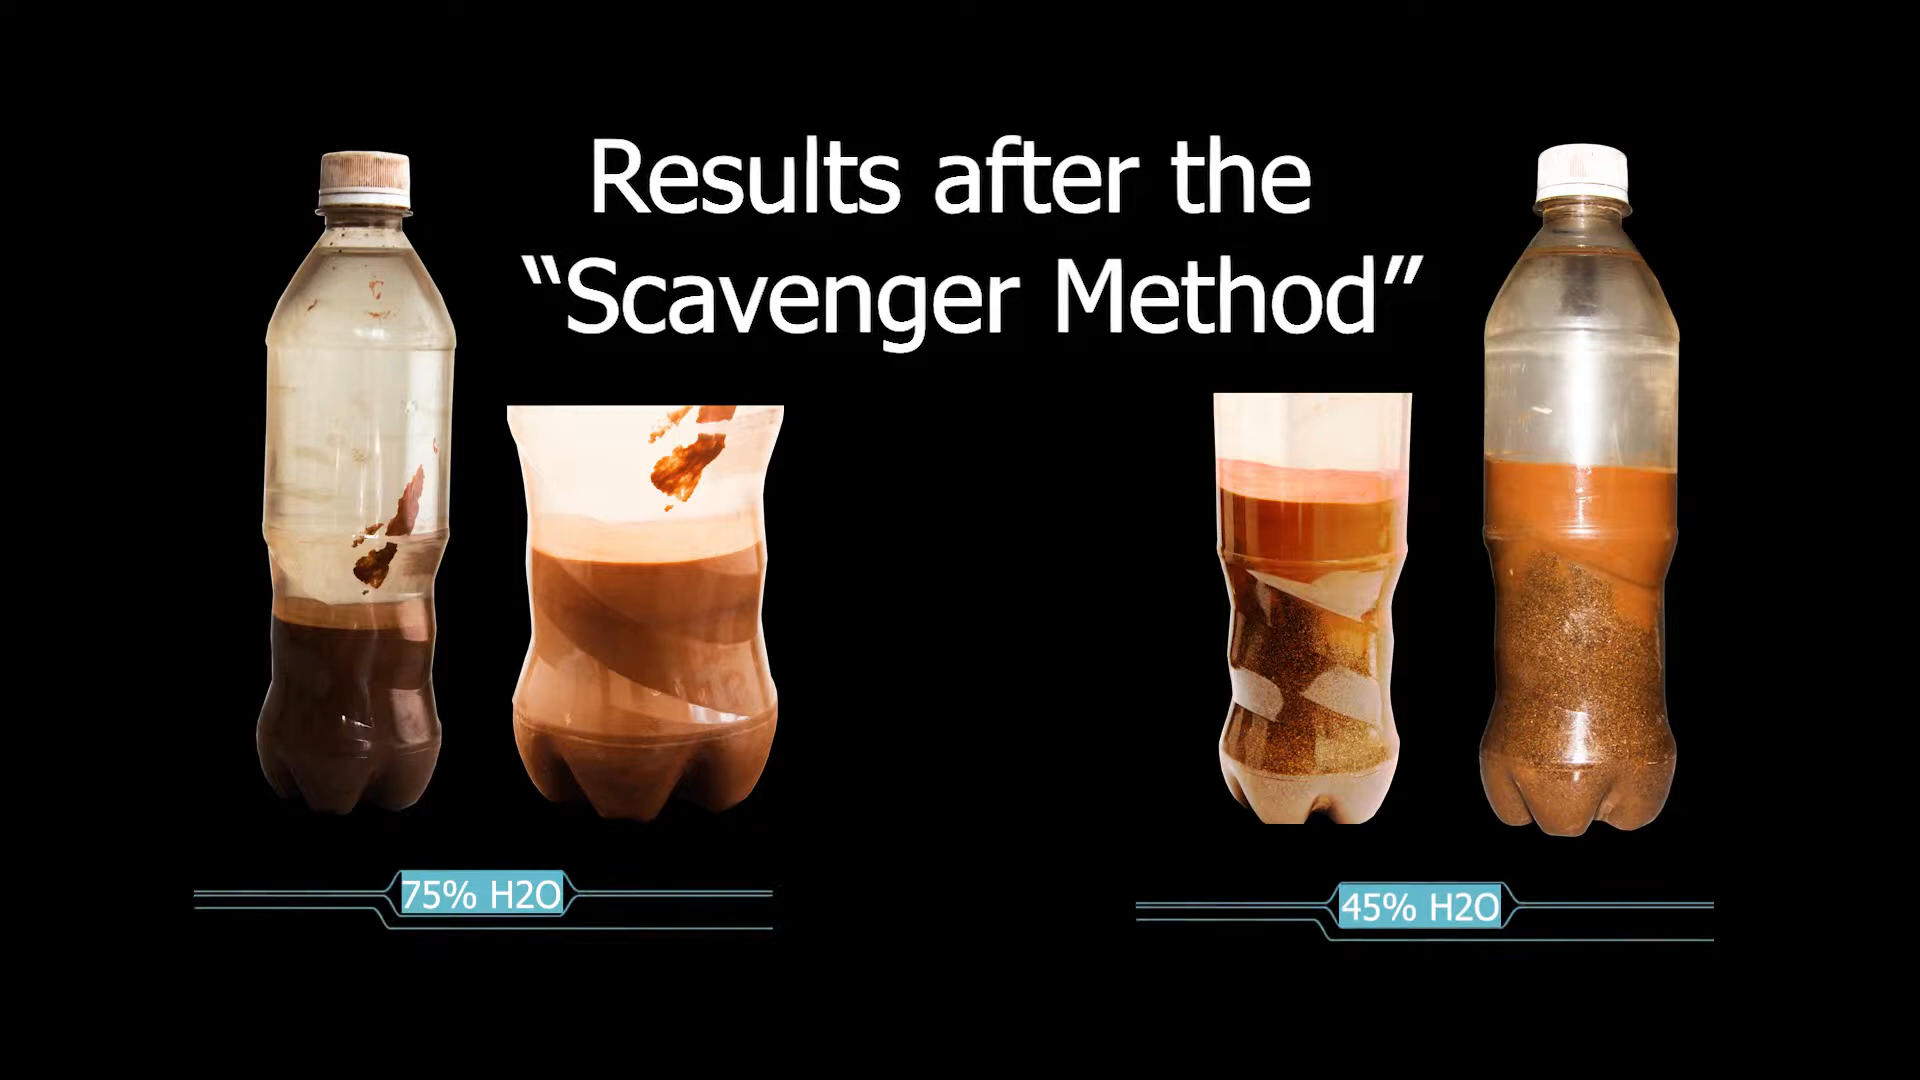 Results after the
“Scavenger Method”
75% H2O
45% H2O